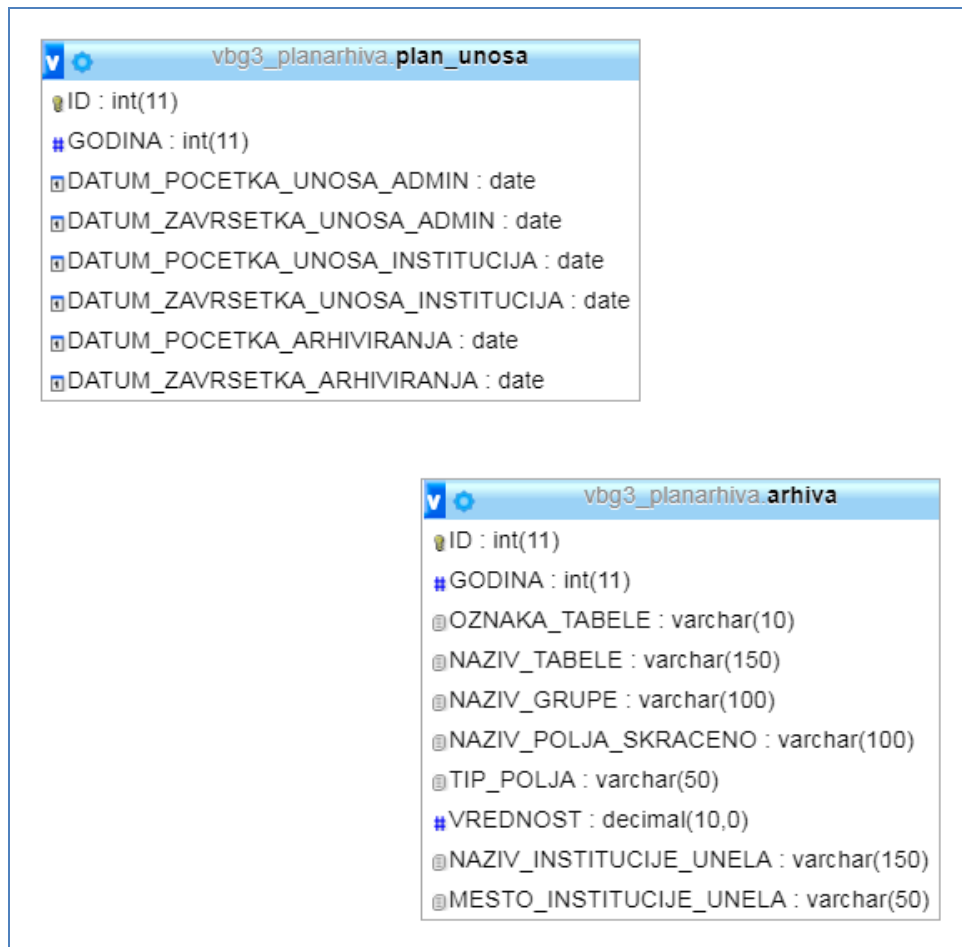 v vbg3_planarhiva.plan_unosa
ID : int(11)
# GODINA : int(11)
DATUM_POCETKA_UNOSA_ADMIN : date
DATUM_ZAVRSETKA_UNOSA_ADMIN : date
DATUM_POCETKA_UNOSA_INSTITUCIJA : date
DATUM_ZAVRSETKA_UNOSA_INSTITUCIJA : date
DATUM_POCETKA_ARHIVIRANJA : date
DATUM_ZAVRSETKA_ARHIVIRANJA : date
v vbg3_planarhiva.arhiva
ID : int(11)
# GODINA : int(11)
OZNAKA_TABELE : varchar(10)
NAZIV_TABELE : varchar(150)
NAZIV_GRUPE : varchar(100)
NAZIV_POLJA_SKRACENO : varchar(100)
TIP_POLJA : varchar(50)
# VREDNOST : decimal(10,0)
NAZIV_INSTITUCIJE_UNELA : varchar(150)
MESTO_INSTITUCIJE_UNELA : varchar(50)